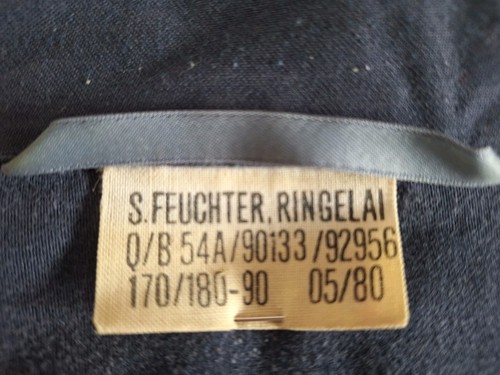 S.FEUCHTER, RINGELAI
Q/B 54A/90133/92956
170/180-90 05/80